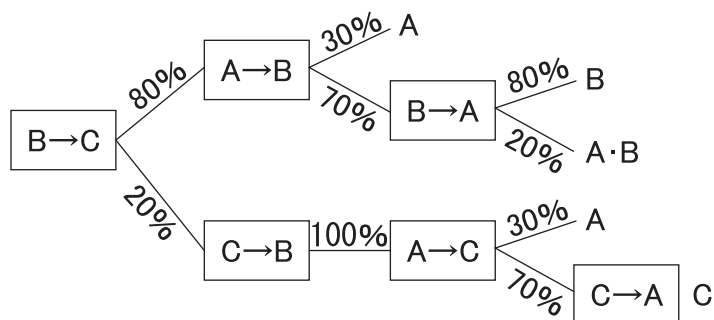 30% A
A→B
80% 80% B
70% B→A
B→C 20% A·B
20%
30% A
C→B 100% A→C
70% C→A C